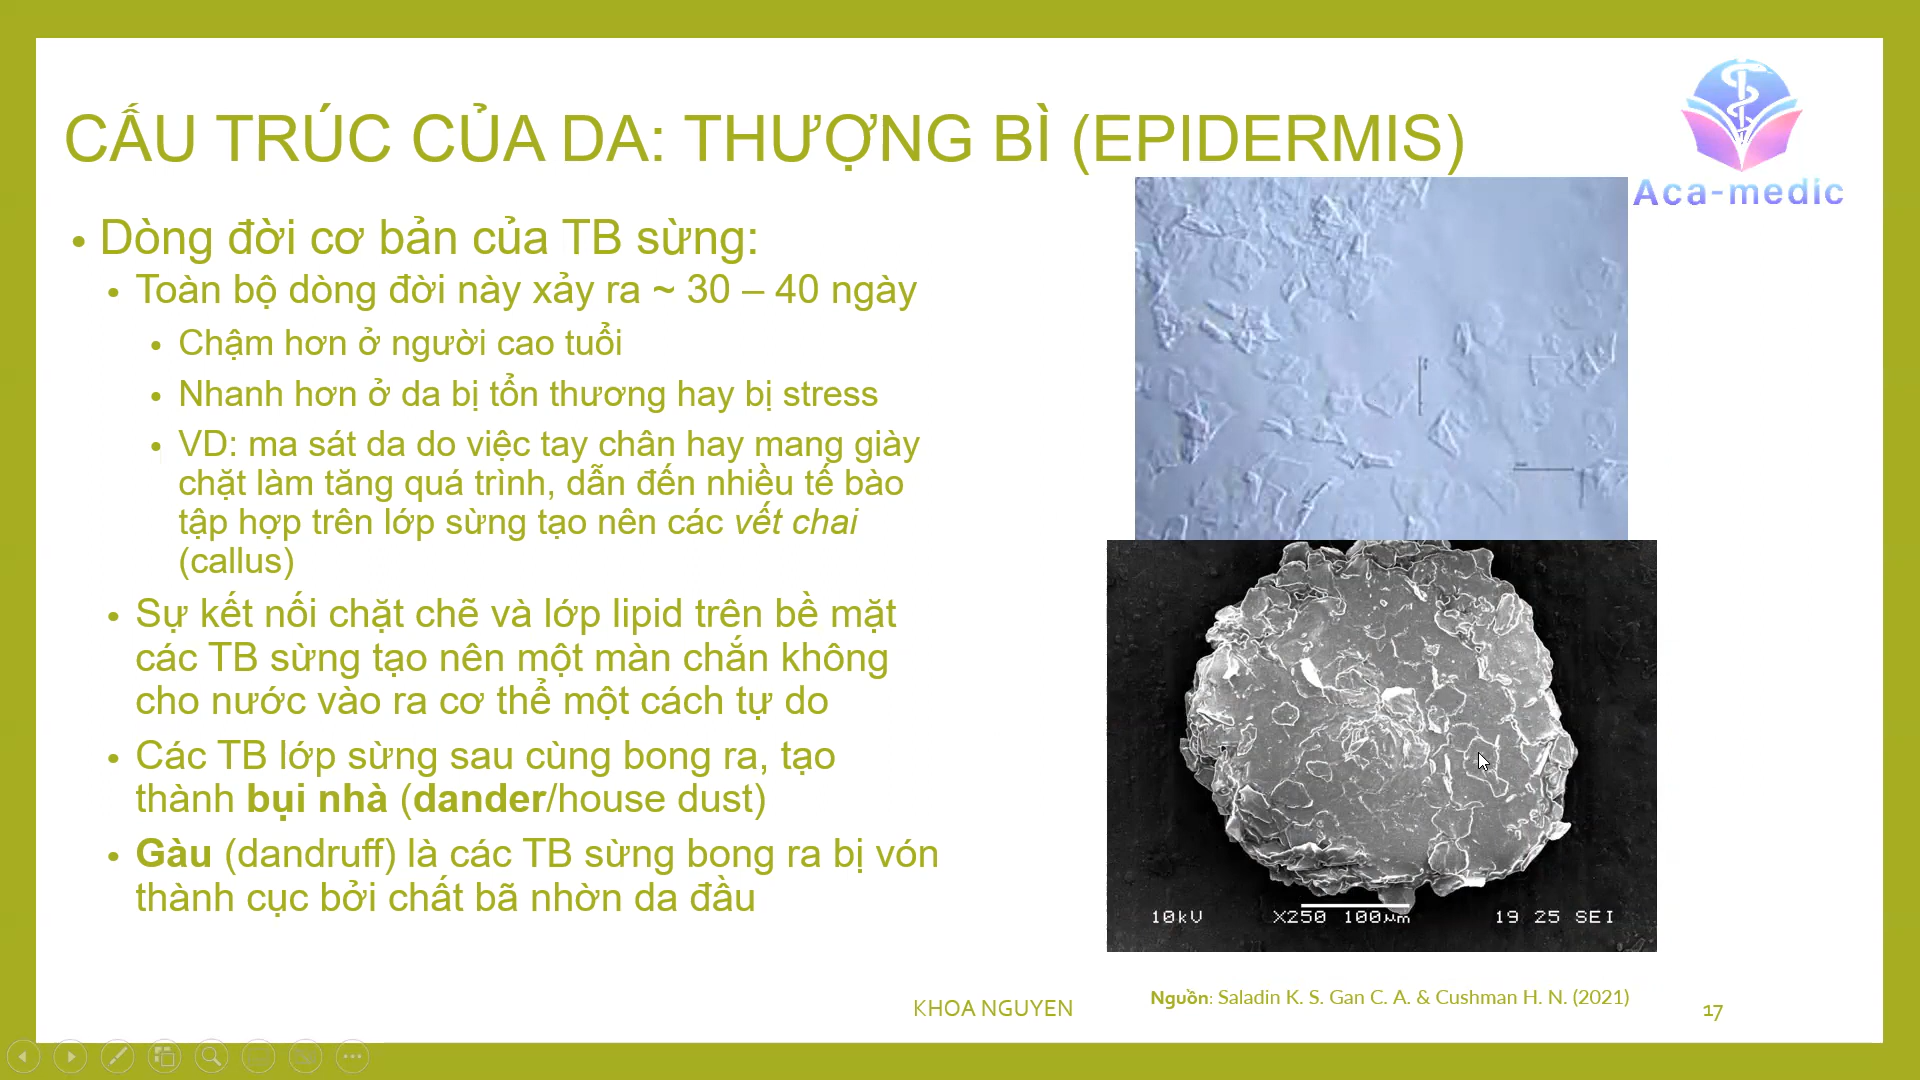 CẤU TRÚC CỦA DA: THƯỢNG BÌ (EPIDERMIS)
Aca-medic
• Dòng đời cơ bản của TB sừng:
• Toàn bộ dòng đời này xảy ra ~ 30 – 40 ngày
• Chậm hơn ở người cao tuổi
• Nhanh hơn ở da bị tổn thương hay bị stress
• VD: ma sát da do việc tay chân hay mang giày
chặt làm tăng quá trình, dẫn đến nhiều tế bào
tập hợp trên lớp sừng tạo nên các vết chai
(callus)
• Sự kết nối chặt chẽ và lớp lipid trên bề mặt
các TB sừng tạo nên một màn chắn không
cho nước vào ra cơ thể một cách tự do
• Các TB lớp sừng sau cùng bong ra, tạo
thành bụi nhà (dander/house dust)
• Gàu (dandruff) là các TB sừng bong ra bị vón
thành cục bởi chất bã nhờn da đầu
10kV X250 100µm 19 25 SEI
KHOA NGUYEN
Nguồn: Saladin K. S. Gan C. A. & Cushman H. N. (2021)
17